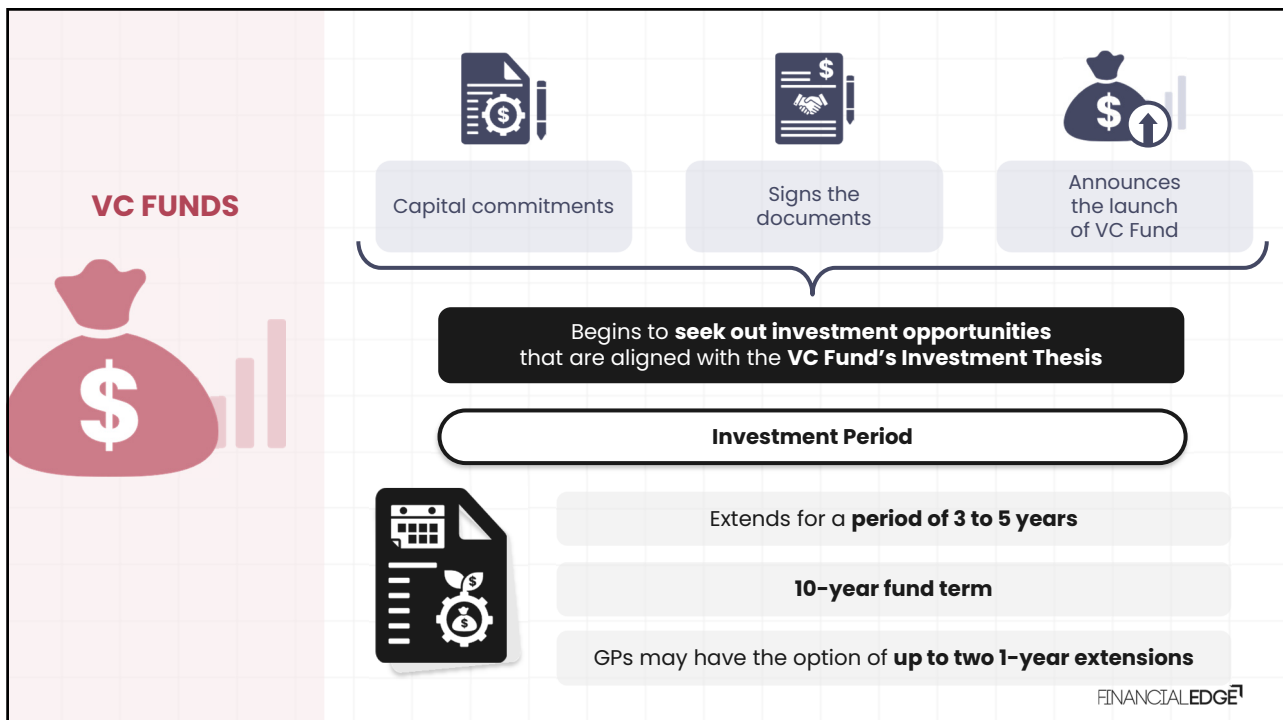 VC FUNDS
$
$
$
$
Capital commitments
Signs the
documents
Announces
the launch
of VC Fund
Begins to seek out investment opportunities
that are aligned with the VC Fund’s Investment Thesis
Investment Period
$
$
Extends for a period of 3 to 5 years
10-year fund term
GPs may have the option of up to two 1-year extensions
FINANCIALEDGE